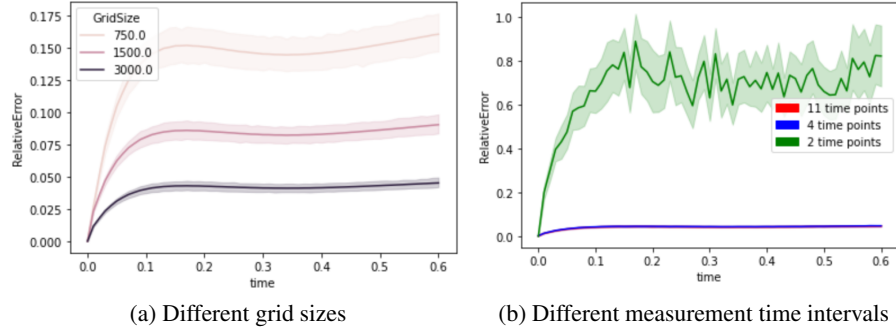 GridSize
750.0
1500.0
3000.0
RelativeError
0.175
0.150
0.125
0.100
0.075
0.050
0.025
0.000
0.0 0.1 0.2 0.3 0.4 0.5 0.6
time
(a) Different grid sizes
RelativeError
1.0
0.8
0.6
0.4
0.2
0.0
11 time points
4 time points
2 time points
0.0 0.1 0.2 0.3 0.4 0.5 0.6
time
(b) Different measurement time intervals